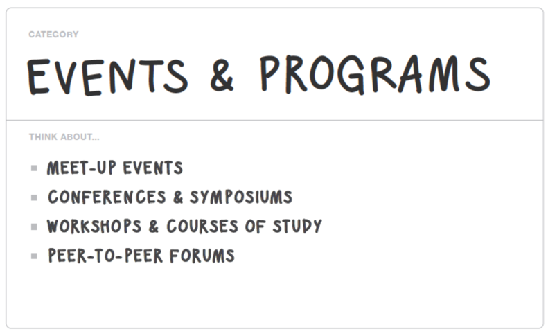 CATEGORY
EVENTS & PROGRAMS
THINK ABOUT...
MEET-UP EVENTS
CONFERENCES & SYMPOSIUMS
WORKSHOPS & COURSES OF STUDY
PEER-TO-PEER FORUMS